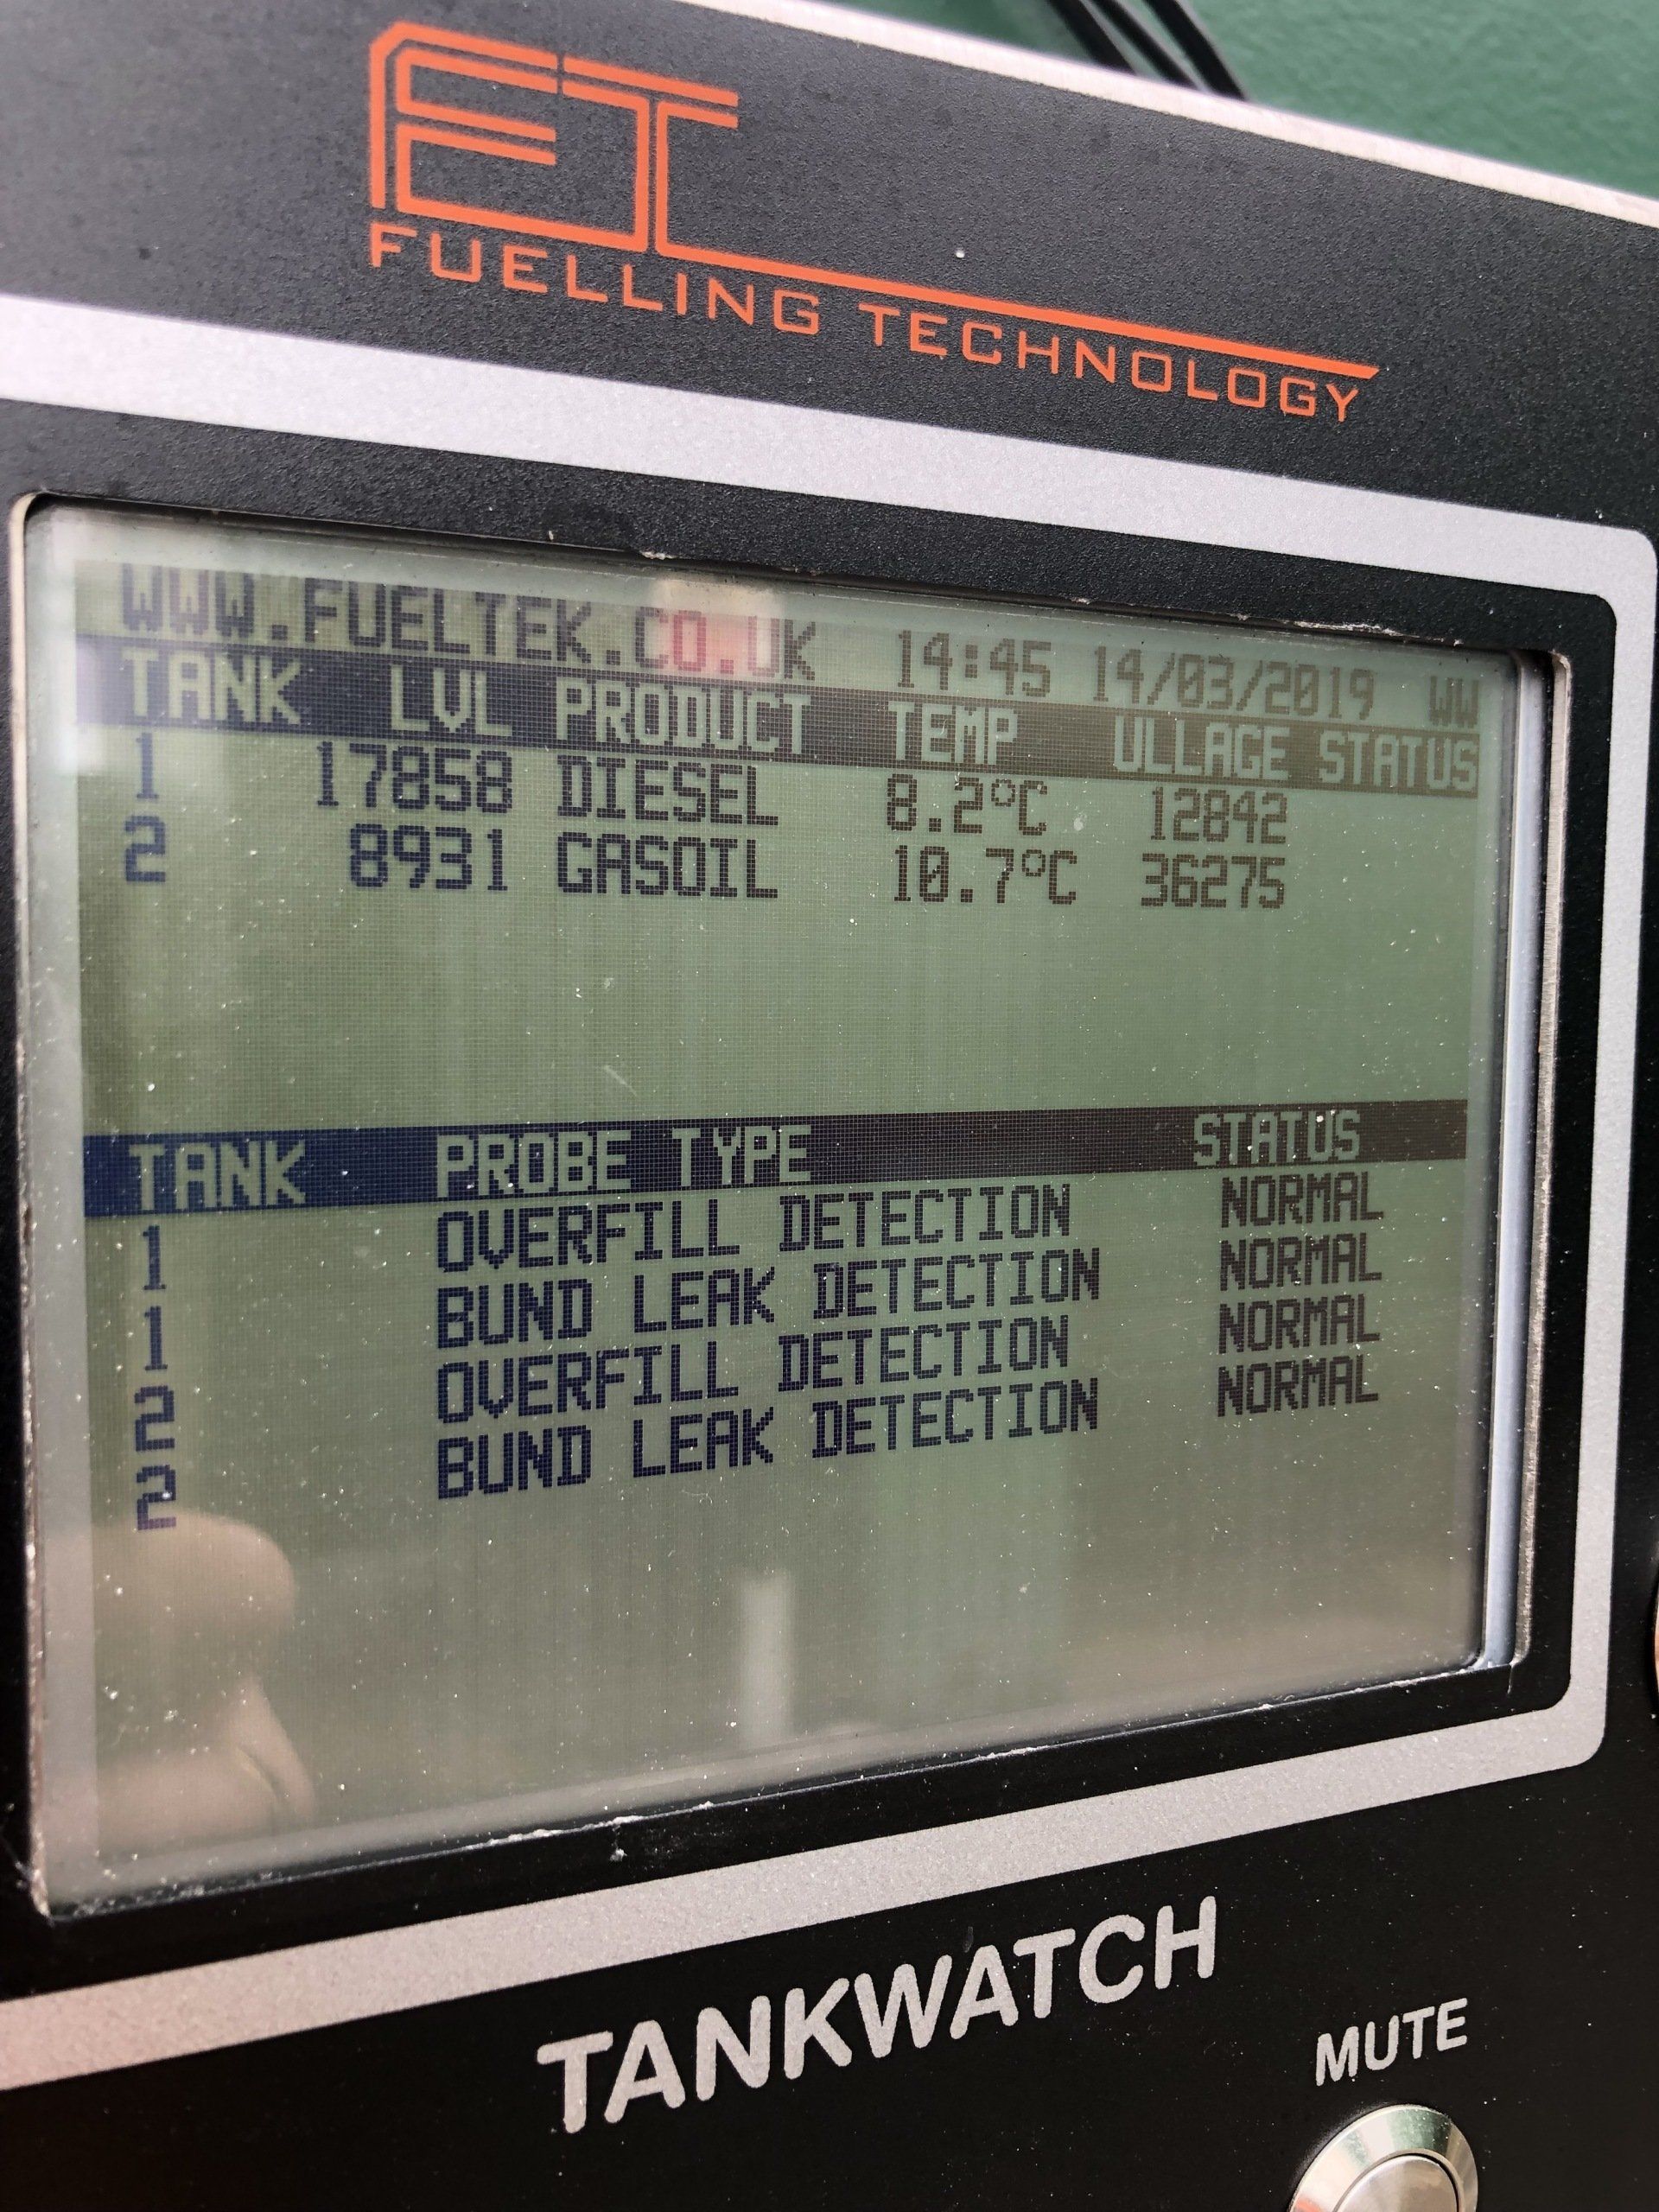 FT
FUELLING TECHNOLOGY
WWW.FUELTEK.CO.UK 14:45 14/03/2019 WW
TANK LVL PRODUCT TEMP ULLAGE STATUS
1 17858 DIESEL 8.2°C 12842
2 8931 GASOIL 10.7°C 36275
TANK PROBE TYPE STATUS
1 OVERFILL DETECTION NORMAL
1 BUND LEAK DETECTION NORMAL
2 OVERFILL DETECTION NORMAL
2 BUND LEAK DETECTION NORMAL
TANKWATCH
MUTE